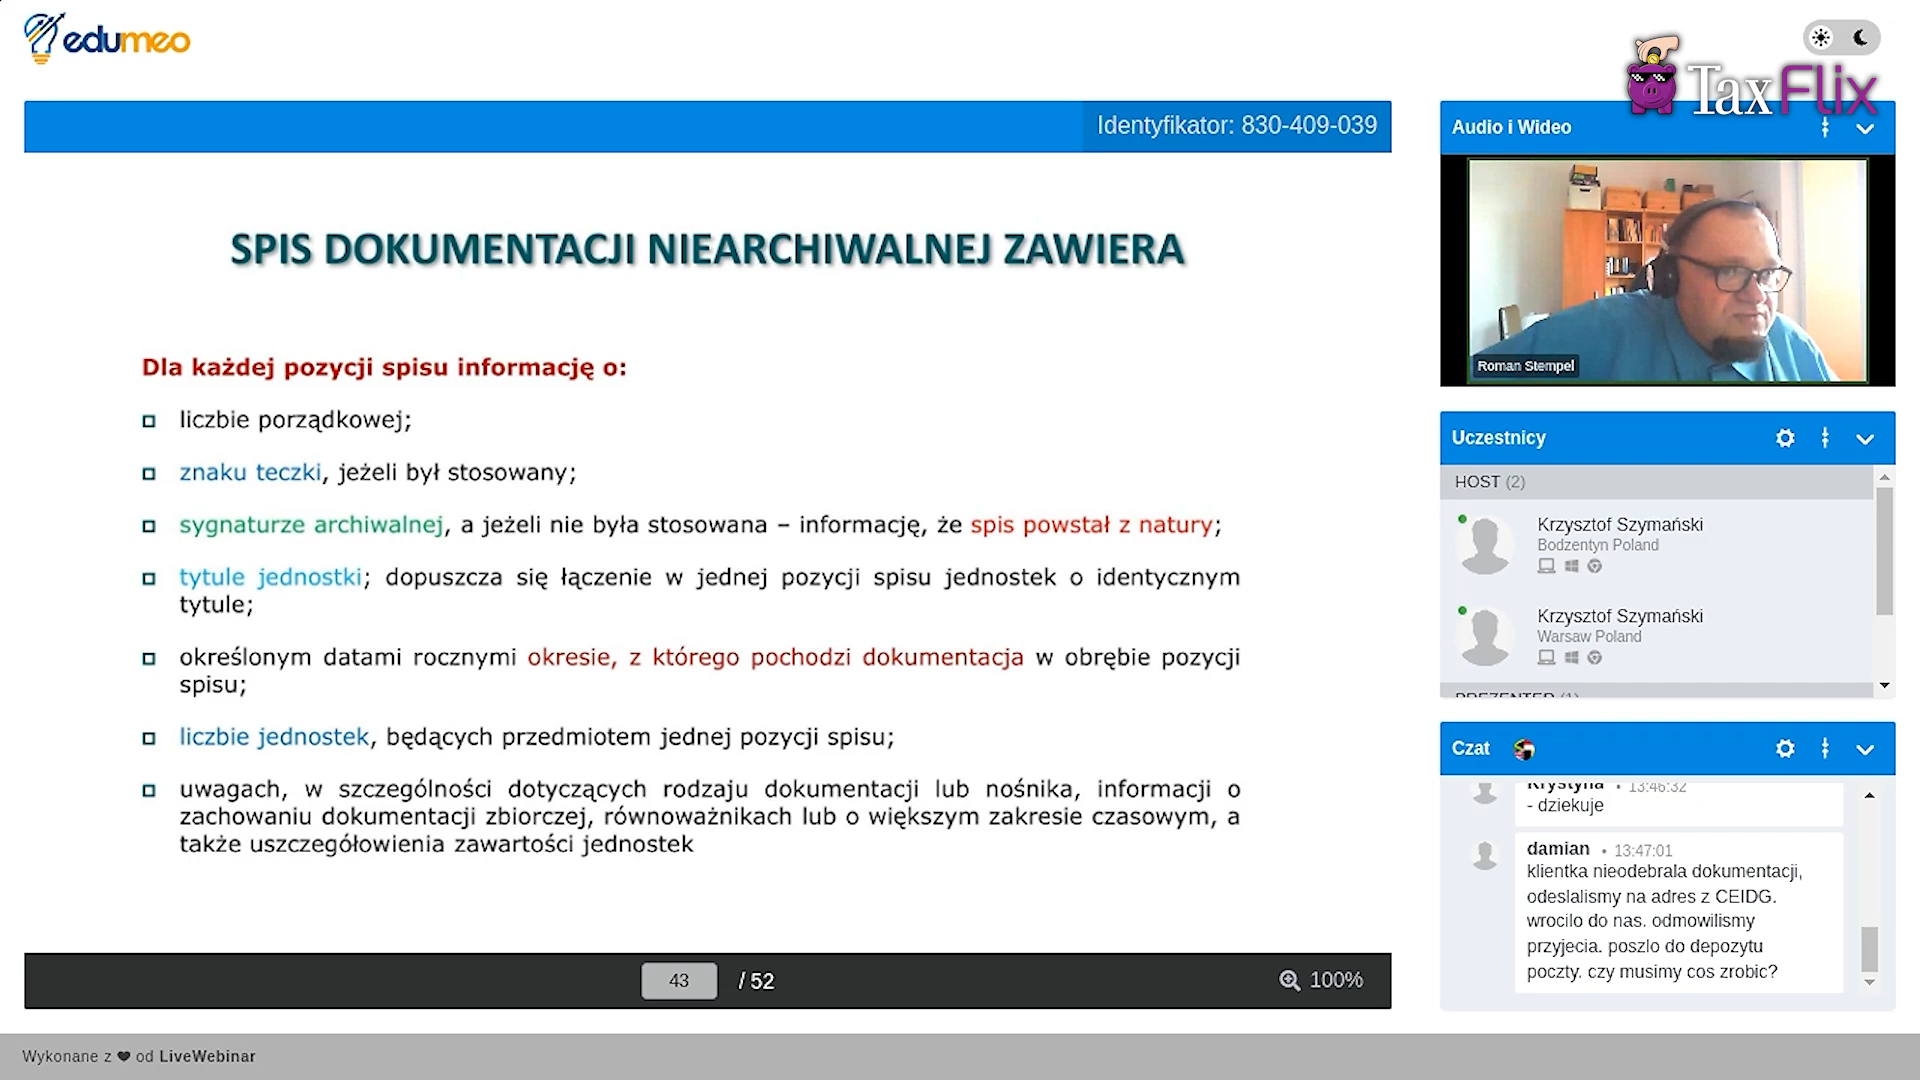 edumeo
TaxFlix
Identyfikator: 830-409-039
SPIS DOKUMENTACJI NIEARCHIWALNEJ ZAWIERA
Dla każdej pozycji spisu informację o:
liczbie porządkowej;
znaku teczki, jeżeli był stosowany;
sygnaturze archiwalnej, a jeżeli nie była stosowana – informację, że spis powstał z natury;
tytule jednostki; dopuszcza się łączenie w jednej pozycji spisu jednostek o identycznym
tytule;
określonym datami rocznymi okresie, z którego pochodzi dokumentacja w obrębie pozycji
spisu;
liczbie jednostek, będących przedmiotem jednej pozycji spisu;
uwagach, w szczególności dotyczących rodzaju dokumentacji lub nośnika, informacji o
zachowaniu dokumentacji zbiorczej, równoważnikach lub o większym zakresie czasowym, a
także uszczegółowienia zawartości jednostek
43 / 52
100%
Audio i Wideo
Roman Stempel
Uczestnicy
HOST (2)
Krzysztof Szymański
Bodzentyn Poland
Krzysztof Szymański
Warsaw Poland
PREZENTER (1)
Czat
Krystyna • 13:46:32
- dziekuje
damian • 13:47:01
klientka nieodebrala dokumentacji,
odeslalismy na adres z CEIDG.
wrocilo do nas. odmowilismy
przyjecia. poszlo do depozytu
poczty. czy musimy cos zrobic?
Wykonane z ❤ od LiveWebinar